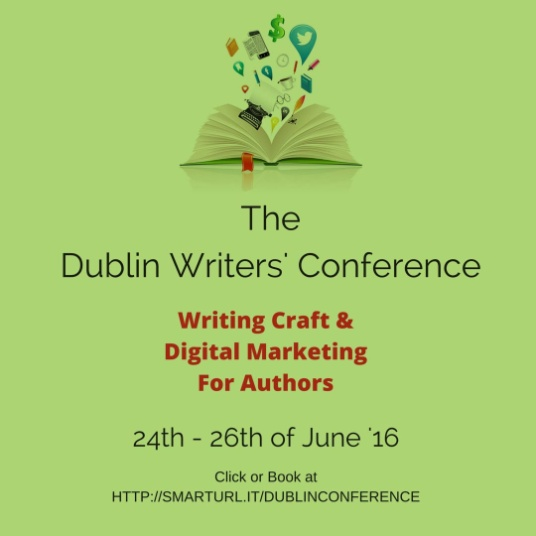 The
Dublin Writers' Conference
Writing Craft &
Digital Marketing
For Authors
24th - 26th of June '16
Click or Book at
HTTP://SMARTURL.IT/DUBLINCONFERENCE